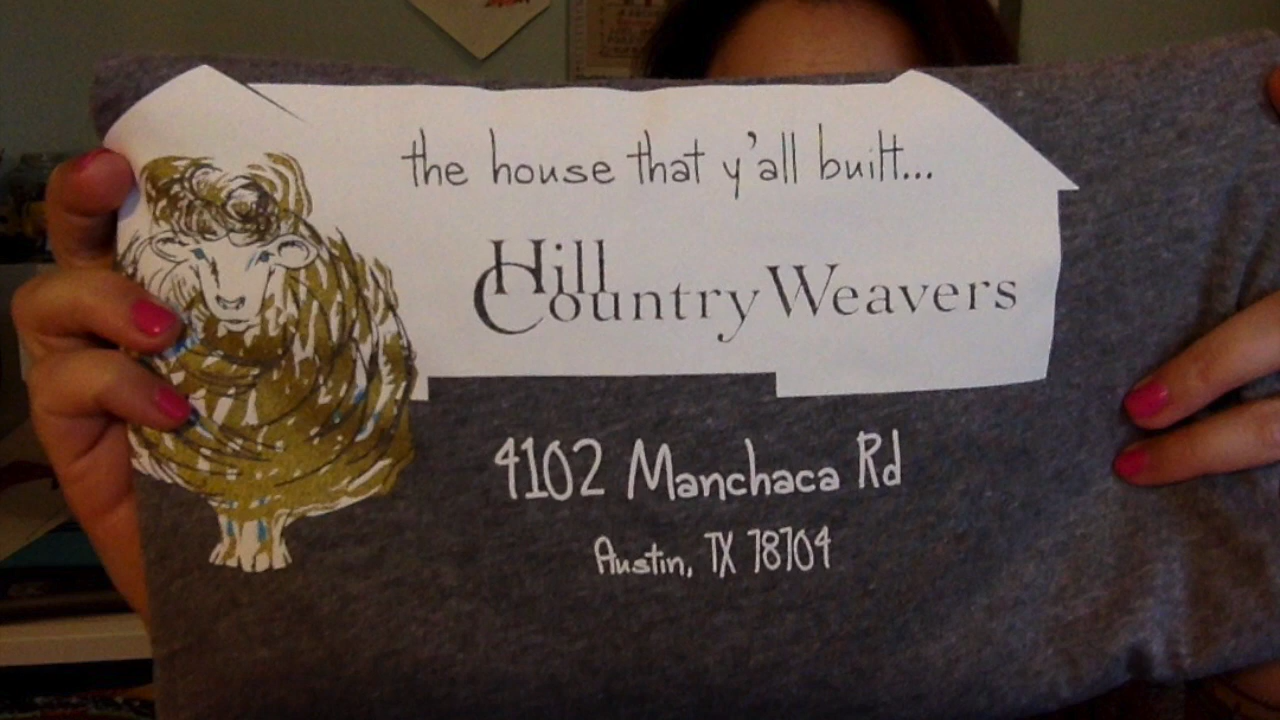 the house that y'all built...
Hill
Country Weavers
4102 Manchaca Rd
Austin, TX 78704